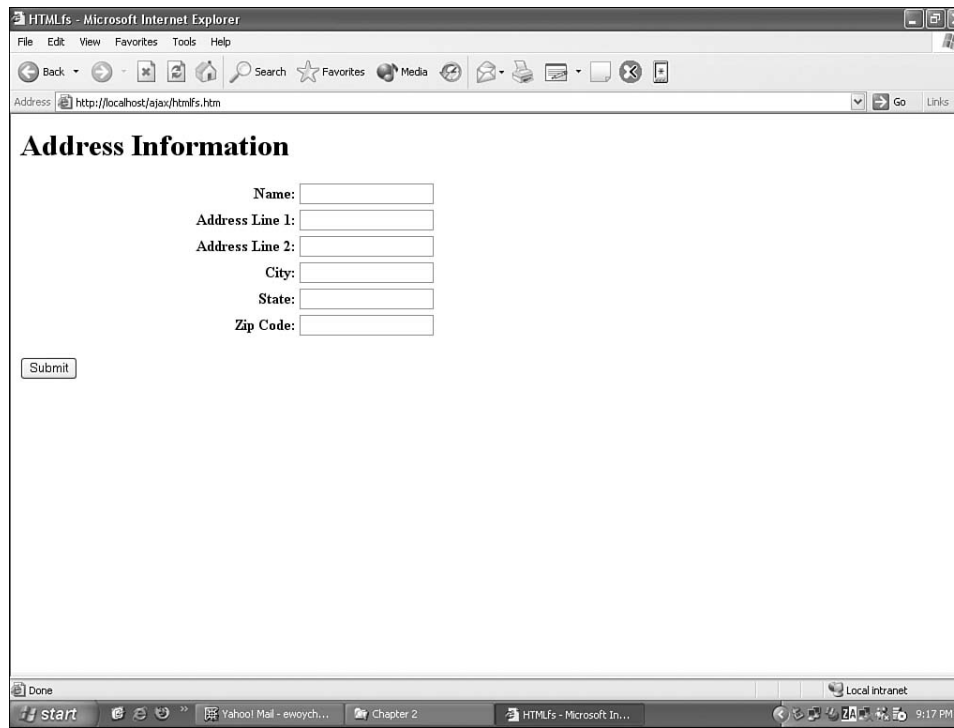 HTMLfs - Microsoft Internet Explorer
File Edit View Favorites Tools Help
Back Search Favorites Media
Address http://localhost/ajax/htmlfs.htm Go Links
Address Information
Name:
Address Line 1:
Address Line 2:
City:
State:
Zip Code:
Submit
Done Local intranet
start Yahoo! Mail - ewoych... Chapter 2 HTMLfs - Microsoft In... ZA 9:17 PM